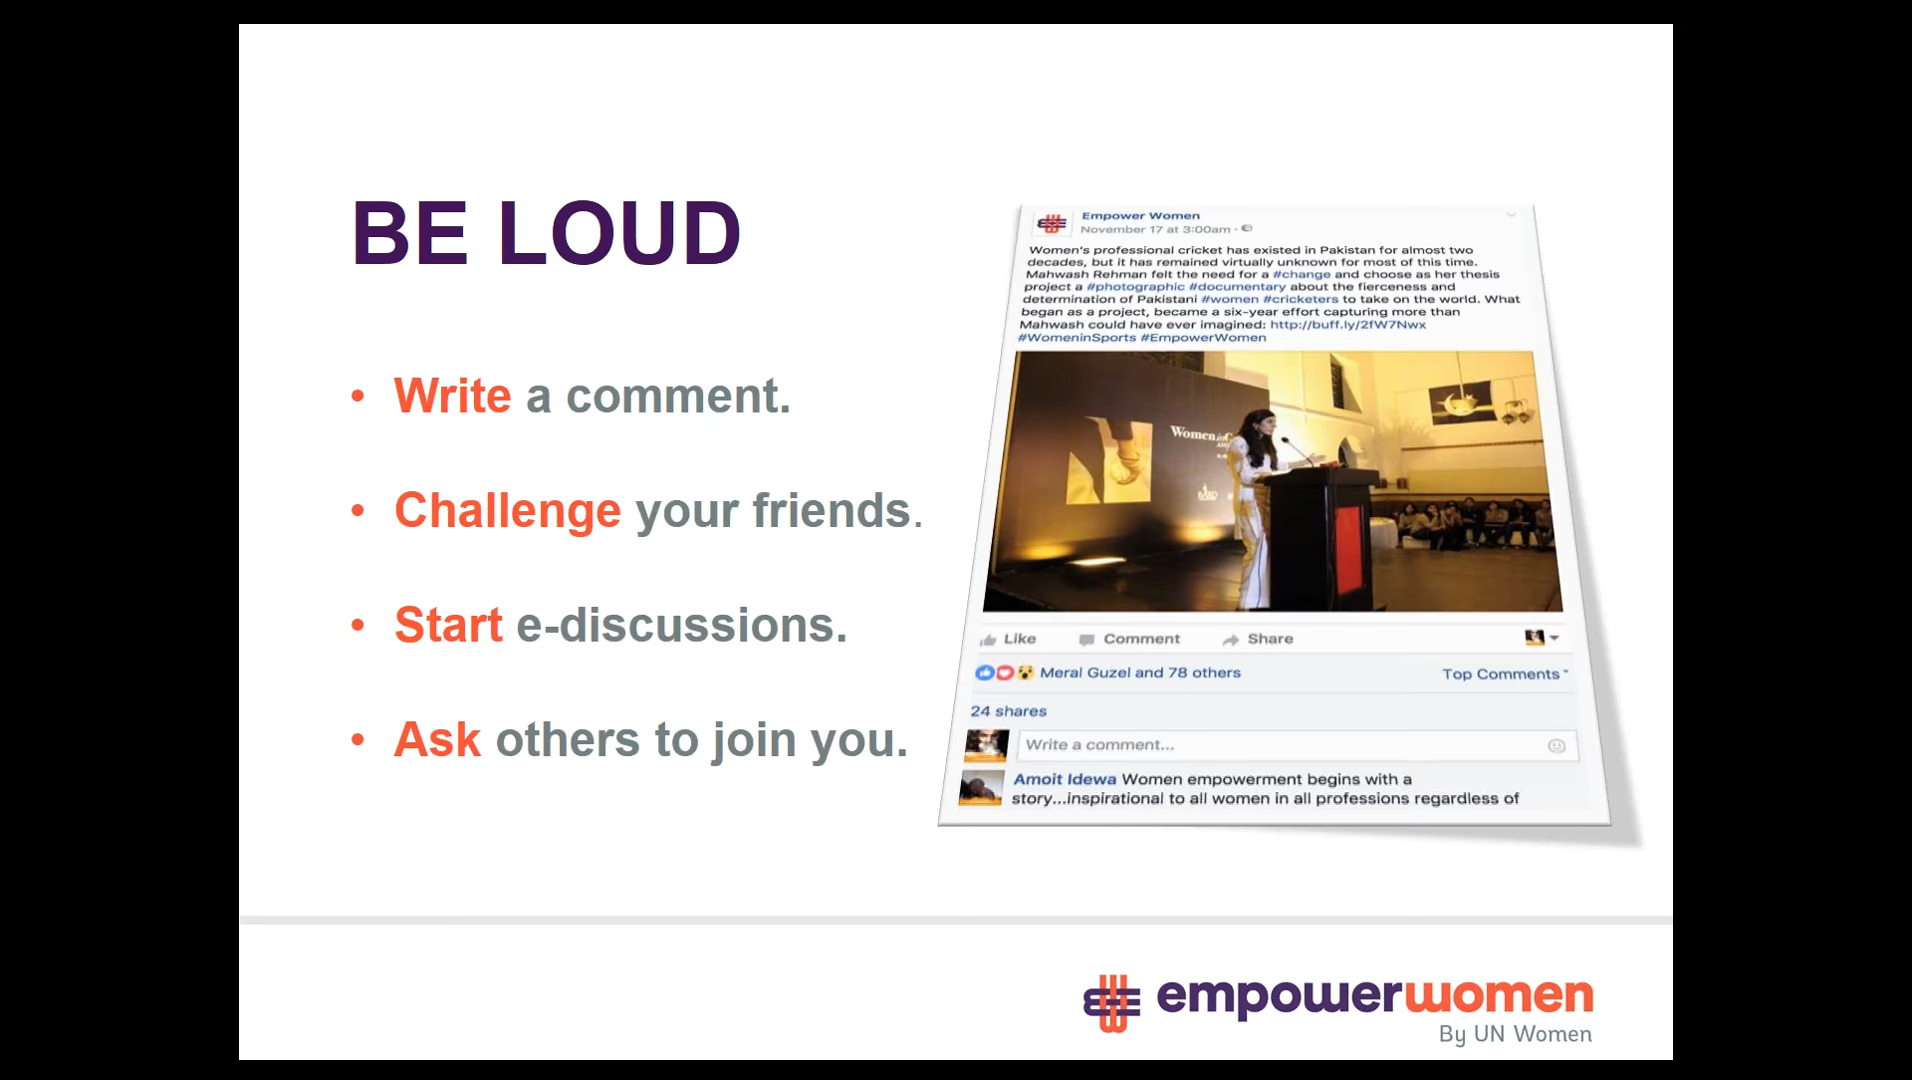 BE LOUD
• Write a comment.
• Challenge your friends.
• Start e-discussions.
• Ask others to join you.
Empower Women
November 17 at 3:00am ·
Women's professional cricket has existed in Pakistan for almost two
decades, but it has remained virtually unknown for most of this time.
Mahwash Rehman felt the need for a #change and choose as her thesis
project a #photographic #documentary about the fierceness and
determination of Pakistani #women #cricketers to take on the world. What
began as a project, became a six-year effort capturing more than
Mahwash could have ever imagined: http://buff.ly/2fW7Nwx
#WomeninSports #EmpowerWomen
Women
Like Comment Share
Meral Guzel and 78 others Top Comments
24 shares
Write a comment...
Amoit Idewa Women empowerment begins with a
story...inspirational to all women in all professions regardless of
empowerwomen
By UN Women